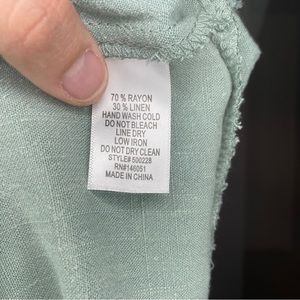 70 % RAYON
30 % LINEN
HAND WASH COLD
DO NOT BLEACH
LINE DRY
LOW IRON
DO NOT DRY CLEAN
STYLE# 500228
RN#146051
MADE IN CHINA